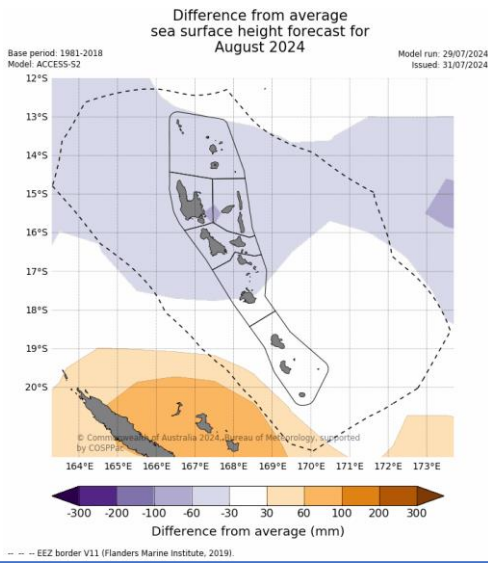 Difference from average
sea surface height forecast for
August 2024
Base period: 1981-2018
Model: ACCESS-S2
Model run: 29/07/2024
Issued: 31/07/2024
12°S
13°S
14°S
15°S
16°S
17°S
18°S
19°S
20°S
© Commonwealth of Australia 2024, Bureau of Meteorology, supported
by COSPPac
164°E 165°E 166°E 167°E 168°E 169°E 170°E 171°E 172°E 173°E
-300 -200 -100 -60 -30 30 60 100 200 300
Difference from average (mm)
-- -- -- EEZ border V11 (Flanders Marine Institute, 2019).